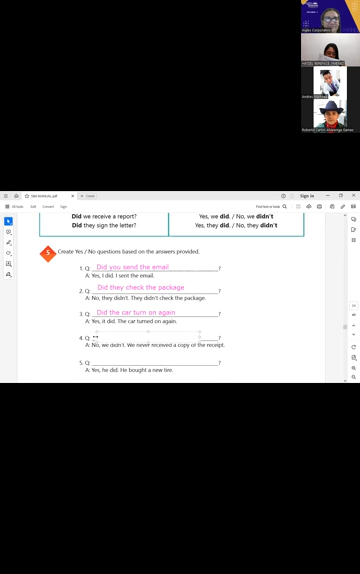 Inglés Corporativo
Andres Martinez
Sign in
All tools Edit Convert Sign
Find text or tools
Did we receive a report? Yes, we did. / No, we didn't
Did they sign the letter? Yes, they did. / No, they didn't
5 Create Yes / No questions based on the answers provided.
1. Q: Did you send the email ?
A: Yes, I did. I sent the email.
2. Q: Did they check the package ?
A: No, they didn't. They didn't check the package.
3. Q: Did the car turn on again ?
A: Yes, it did. The car turned on again.
4. Q: ?
A: No, we didn't. We never received a copy of the receipt.
5. Q: ?
A: Yes, he did. He bought a new tire.